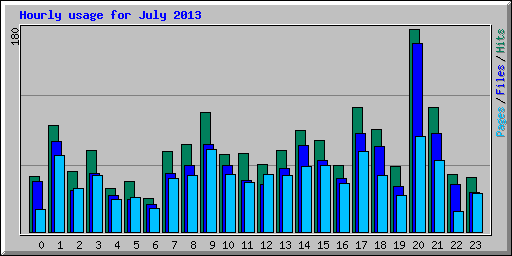 Hourly usage for July 2013
180
Pages/Files/Hits
0 1 2 3 4 5 6 7 8 9 10 11 12 13 14 15 16 17 18 19 20 21 22 23